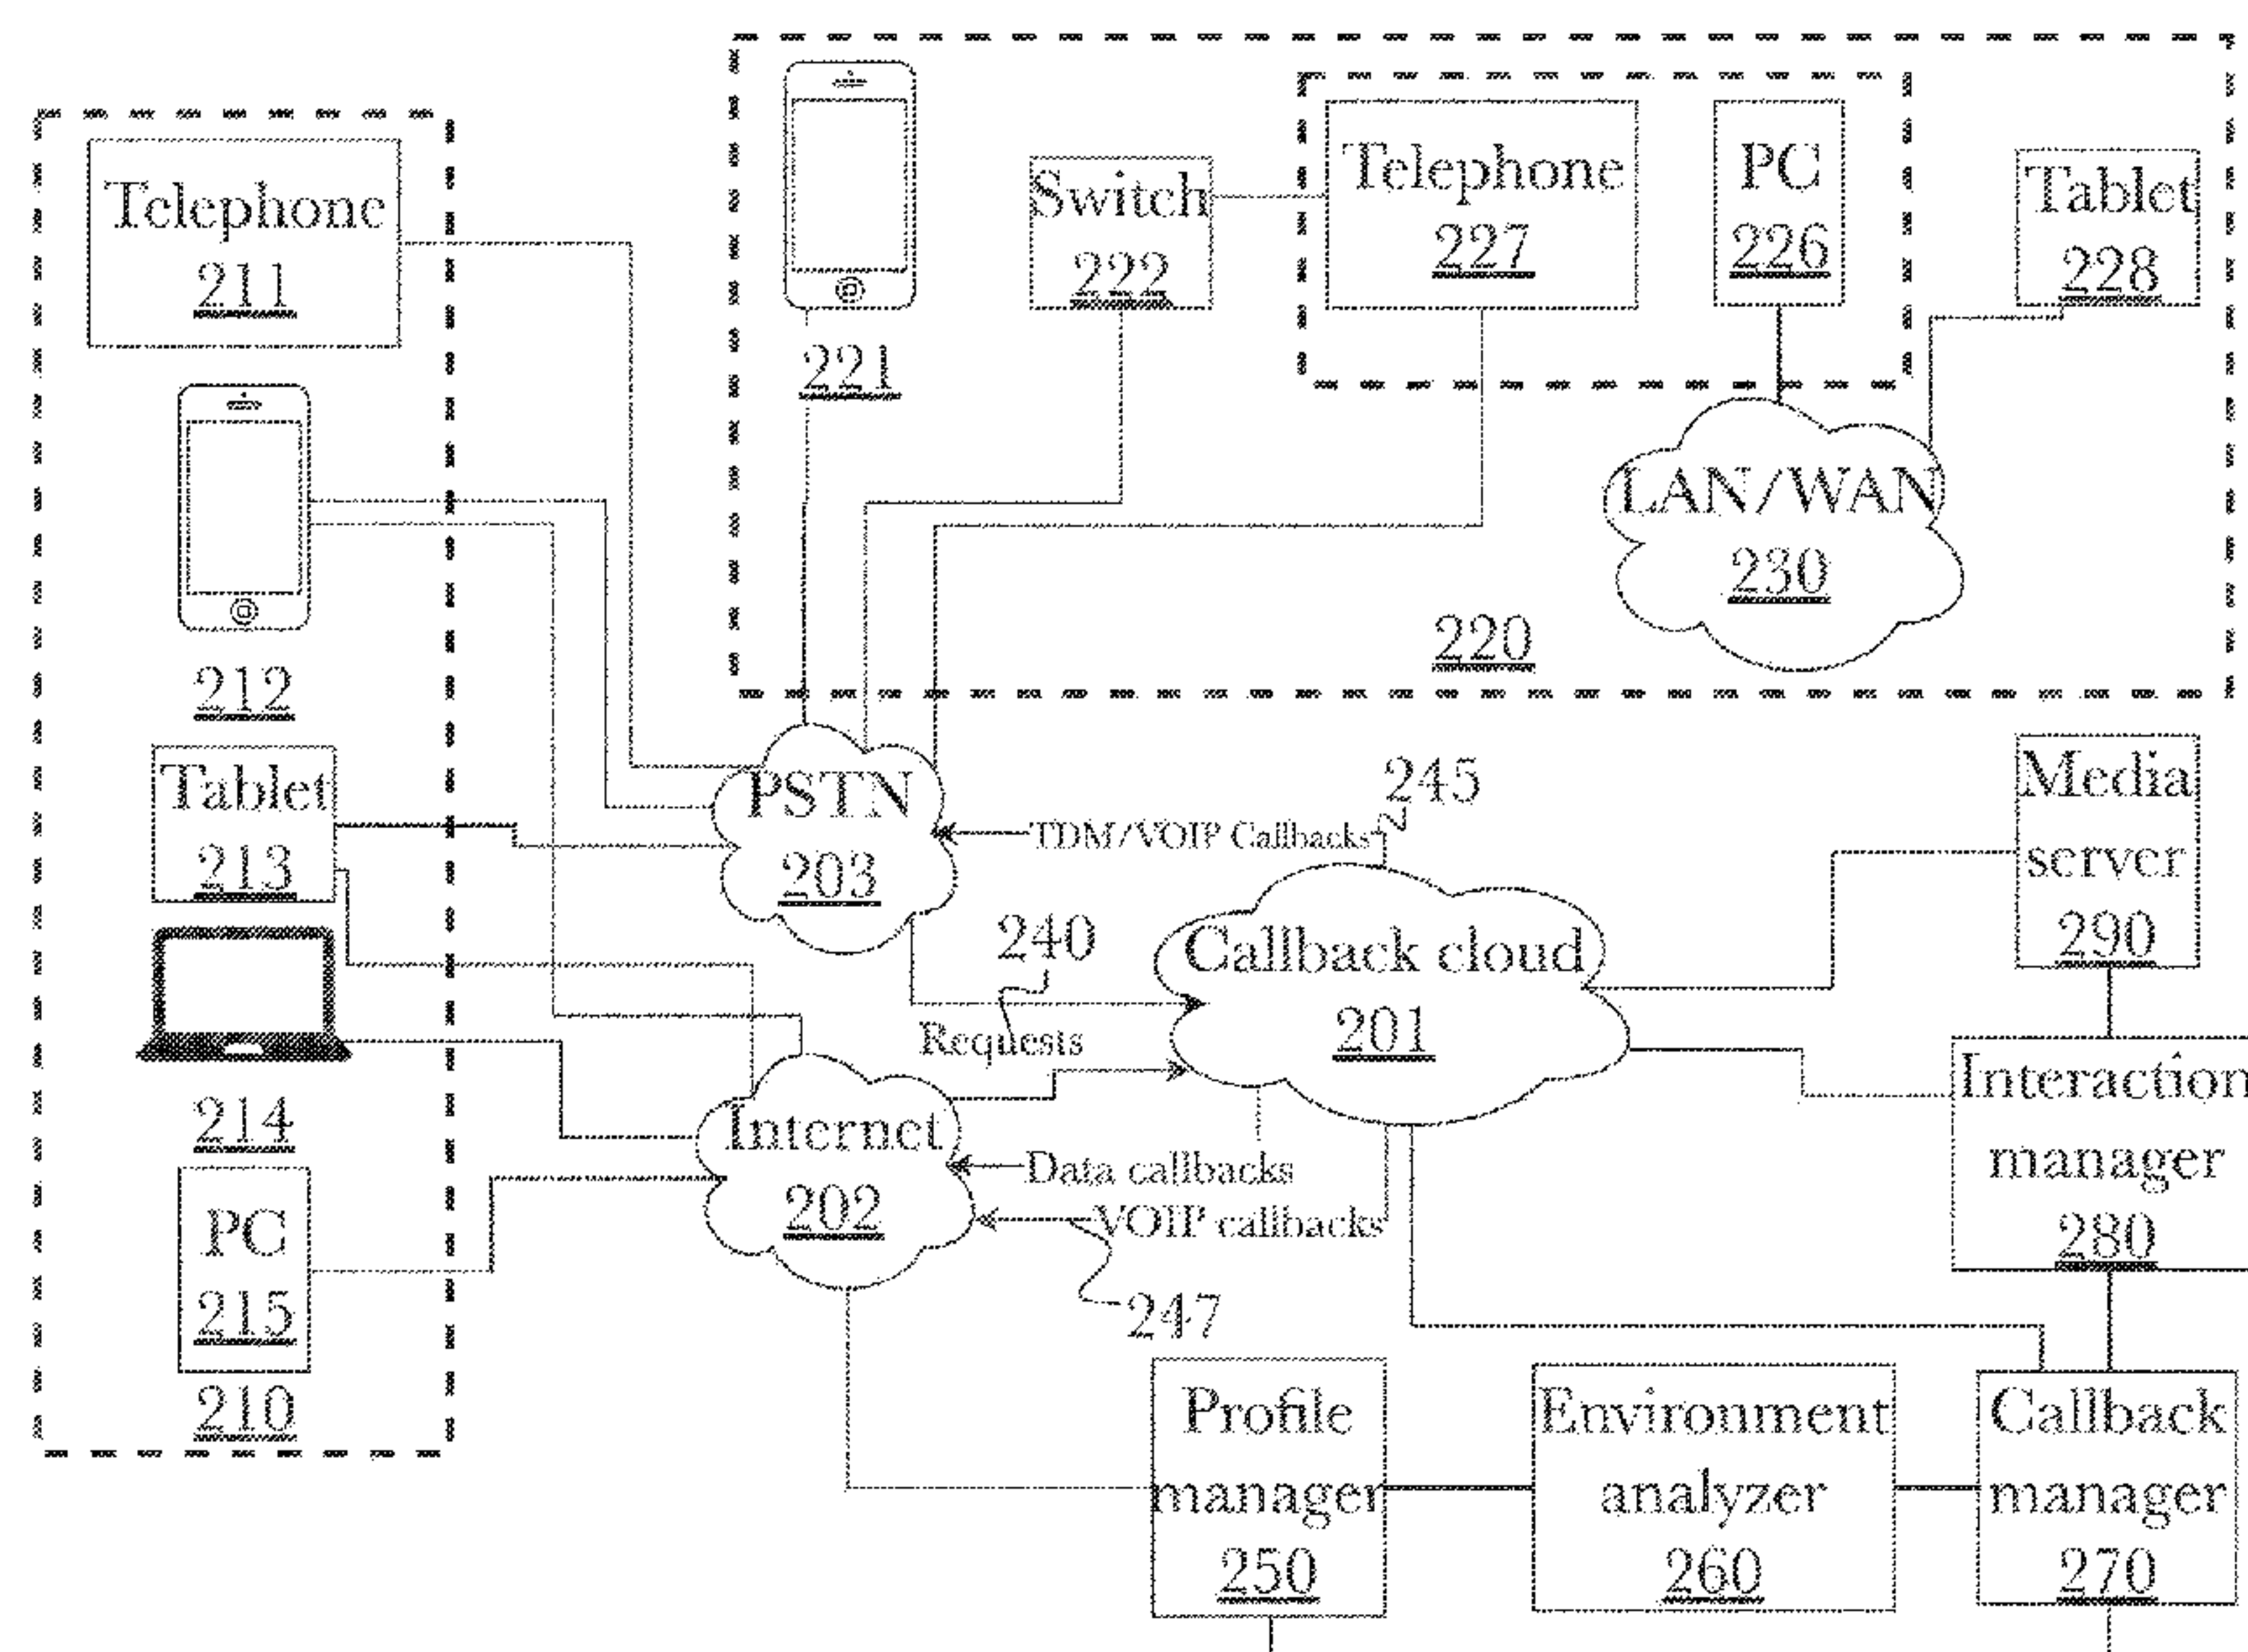 Telephone
211
212
Tablet
213
214
PC
215
210
221
Switch
222
Telephone
227
PC
226
Tablet
228
LAN/WAN
230
220
PSTN
203
TDM/VOIP Callbacks
245
240
Requests
Callback cloud
201
Internet
202
Data callbacks
VOIP callbacks
247
Media
server
290
Interaction
manager
280
Profile
manager
250
Environment
analyzer
260
Callback
manager
270